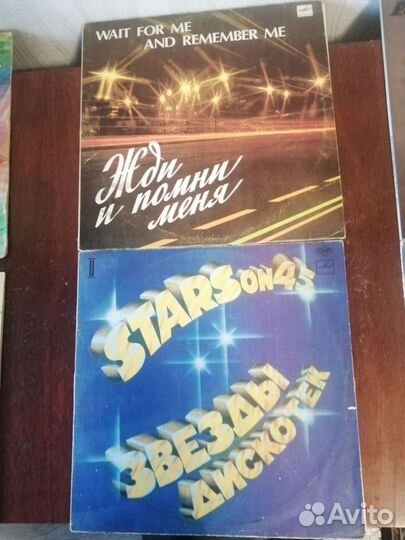 WAIT FOR ME
AND REMEMBER ME
Жди
и помни
меня
II
STARS ON 45
ЗВЕЗДЫ
ДИСКОТЕК
Avito